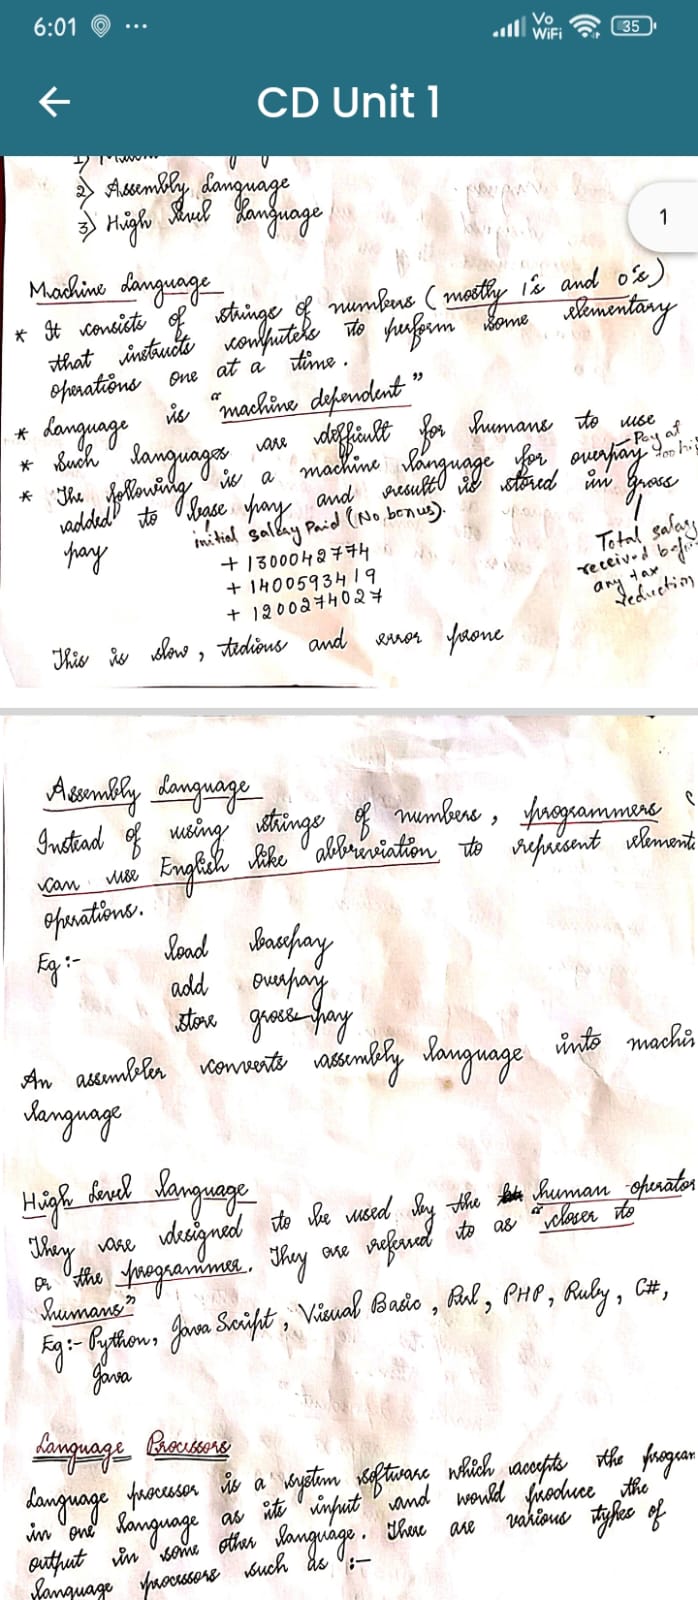 6:01
Vo
WiFi
35
CD Unit 1
1
2) Assembly Language
3) High Level Language
Machine Language
* It consists of strings of numbers (mostly 1's and 0's)
that instructs computers to perform some elementary
operations one at a time.
* Language is "machine dependent"
* Such languages are difficult for humans to use
* The following is a machine language for overpay - Pay at
added to base pay and result is stored in gross
pay
initial Salary Paid (No bonus).
Total salary
received
any tax
reduction
+ 1300042774
+ 1400593419
+ 1200274027
This is slow, tedious and error prone
Assembly Language
Instead of using strings of numbers, programmers
can use English like abbreviation to represent element
operations.
Eg:- load basepay
add overpay
store gross pay
An assembler converts assembly language into machin
language
High Level language
They are designed to be used by the human operator
or the programmer. They are referred to as "closer to
humans"
Eg:- Python, Java Script, Visual Basic, Perl, PHP, Ruby, C#,
Java
Language Processors
Language processor is a system software which accepts the program
in one language as its input and would produce the
output in some other language. There are various types of
language processors such as :-